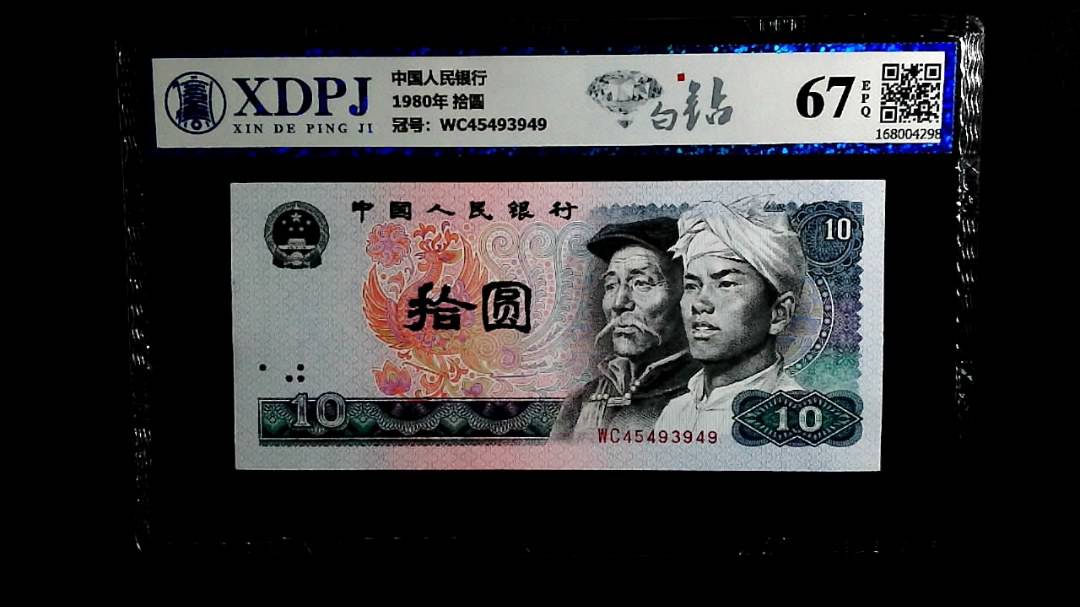 XDPJ
XIN DE PING JI
中国人民银行
1980年 拾圆
冠号：WC45493949
白钻
67
EPQ
168004298
中国人民银行
10
拾圆
10
WC45493949
10